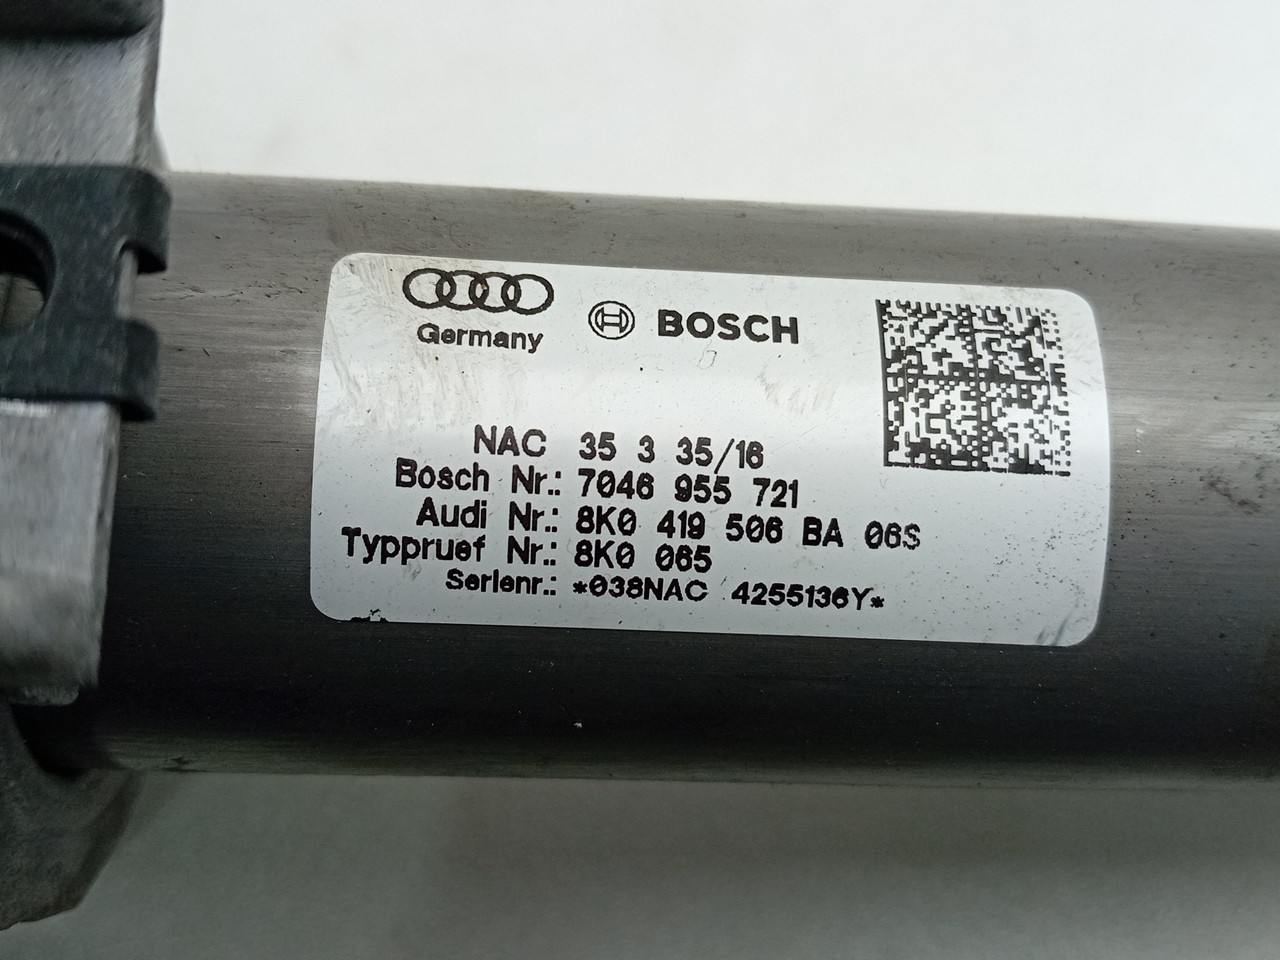 Germany
BOSCH
NAC 35 3 35/16
Bosch Nr.: 7046 955 721
Audi Nr.: 8K0 419 506 BA 06S
Typpruef Nr.: 8K0 065
Serienr.: *038NAC 4255136Y*